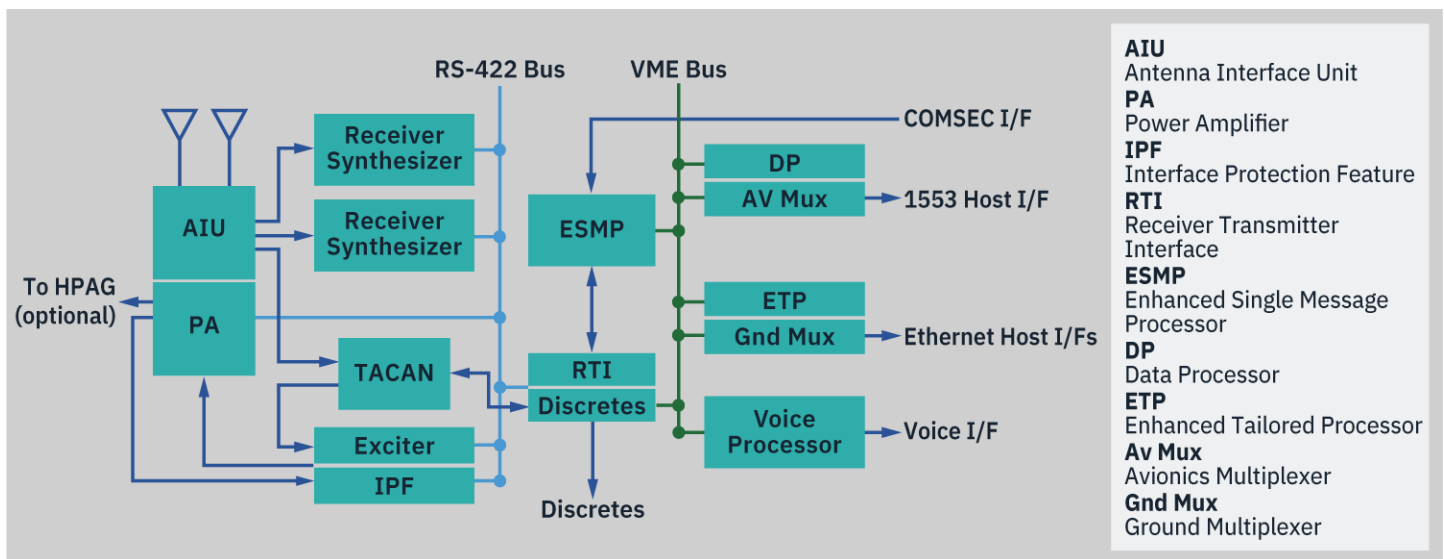 RS-422 Bus
VME Bus
COMSEC I/F
Receiver
Synthesizer
DP
AV Mux
1553 Host I/F
AIU
Receiver
Synthesizer
ESMP
To HPAG
(optional)
PA
ETP
Gnd Mux
Ethernet Host I/Fs
TACAN
RTI
Discretes
Voice
Processor
Voice I/F
Exciter
IPF
Discretes
AIU
Antenna Interface Unit
PA
Power Amplifier
IPF
Interface Protection Feature
RTI
Receiver Transmitter
Interface
ESMP
Enhanced Single Message
Processor
DP
Data Processor
ETP
Enhanced Tailored Processor
Av Mux
Avionics Multiplexer
Gnd Mux
Ground Multiplexer